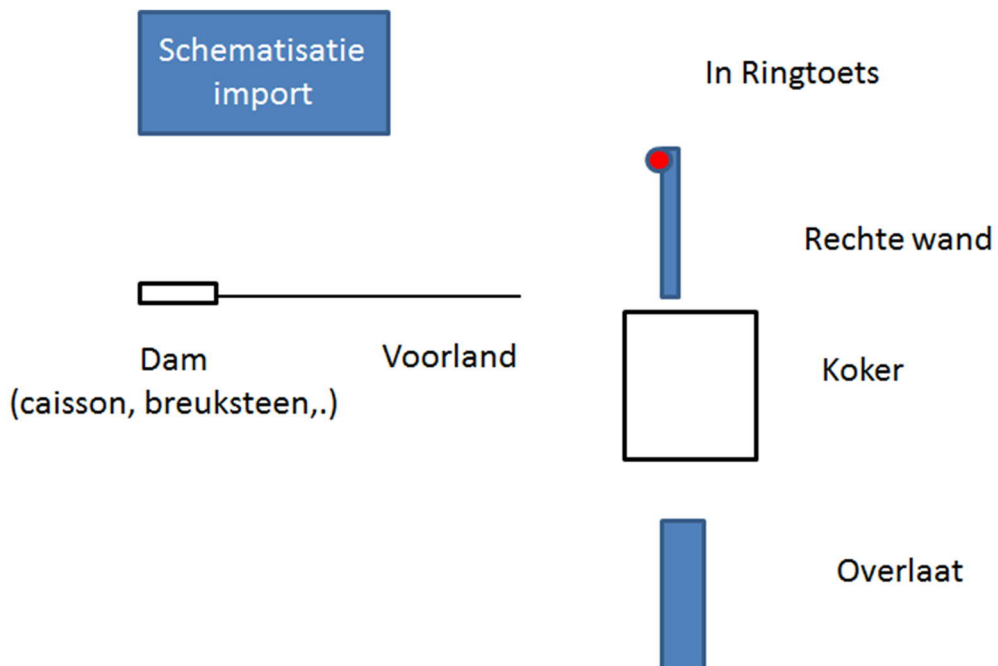 Schematisatie
import
In Ringtoets
Rechte wand
Dam
(caisson, breuksteen,.)
Voorland
Koker
Overlaat